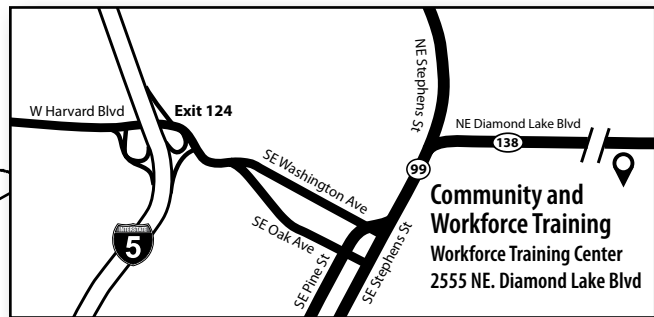 W Harvard Blvd
Exit 124
NE Stephens St
NE Diamond Lake Blvd
138
SE Washington Ave
99
SE Oak Ave
INTERSTATE
5
SE Pine St
SE Stephens St
Community and
Workforce Training
Workforce Training Center
2555 NE. Diamond Lake Blvd